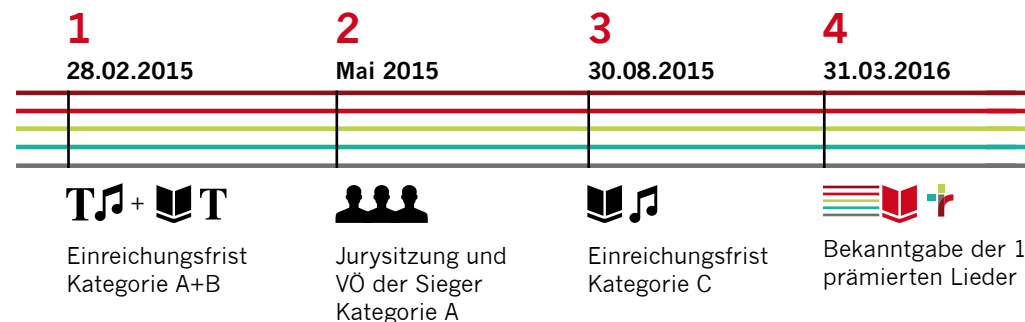 1
28.02.2015
T + T
Einreichungsfrist
Kategorie A+B
2
Mai 2015
Jurysitzung und
VÖ der Sieger
Kategorie A
3
30.08.2015
Einreichungsfrist
Kategorie C
4
31.03.2016
Bekanntgabe der 1
prämierten Lieder